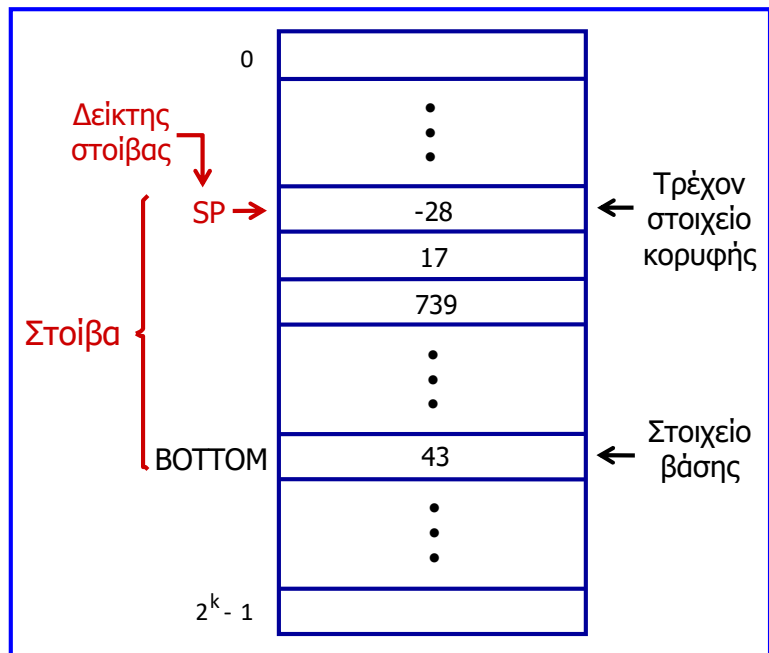 0
Δείκτης
στοίβας
SP
-28
Τρέχον
στοιχείο
κορυφής
17
739
Στοίβα
BOTTOM
43
Στοιχείο
βάσης
2^k - 1